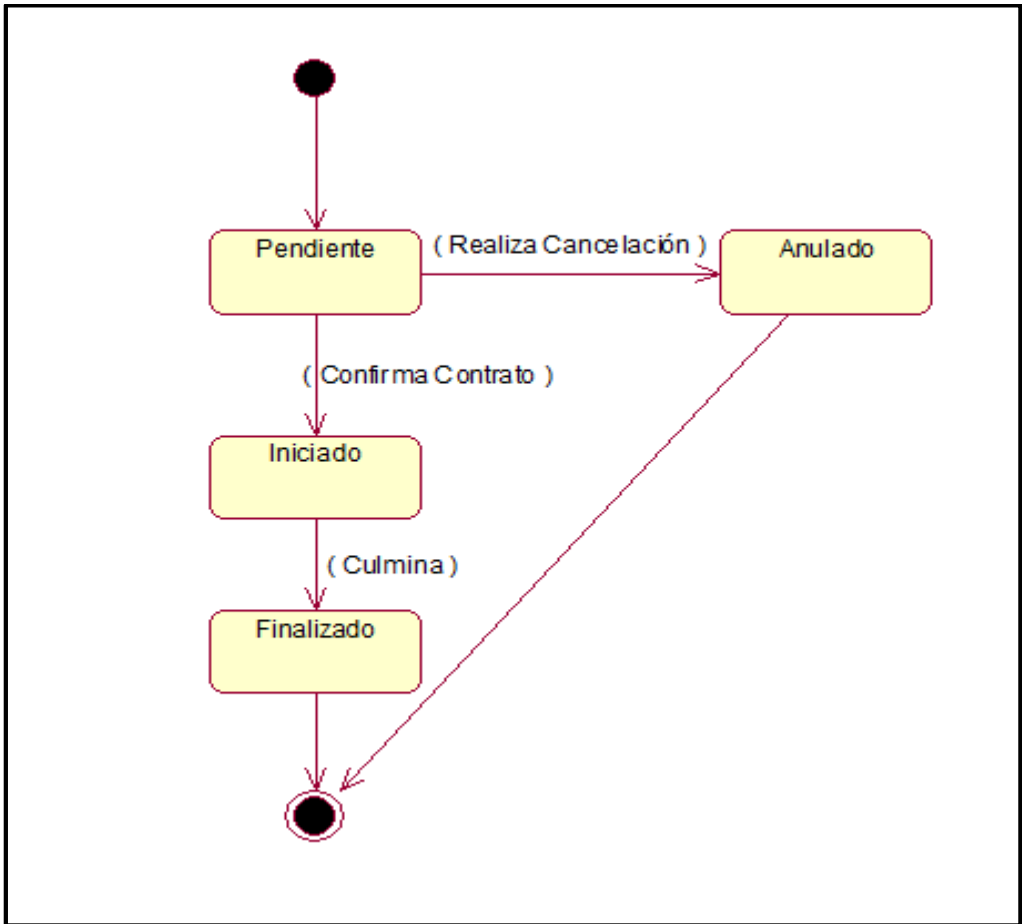 Pendiente
( Realiza Cancelación )
Anulado
( Confirma Contrato )
Iniciado
( Culmina )
Finalizado